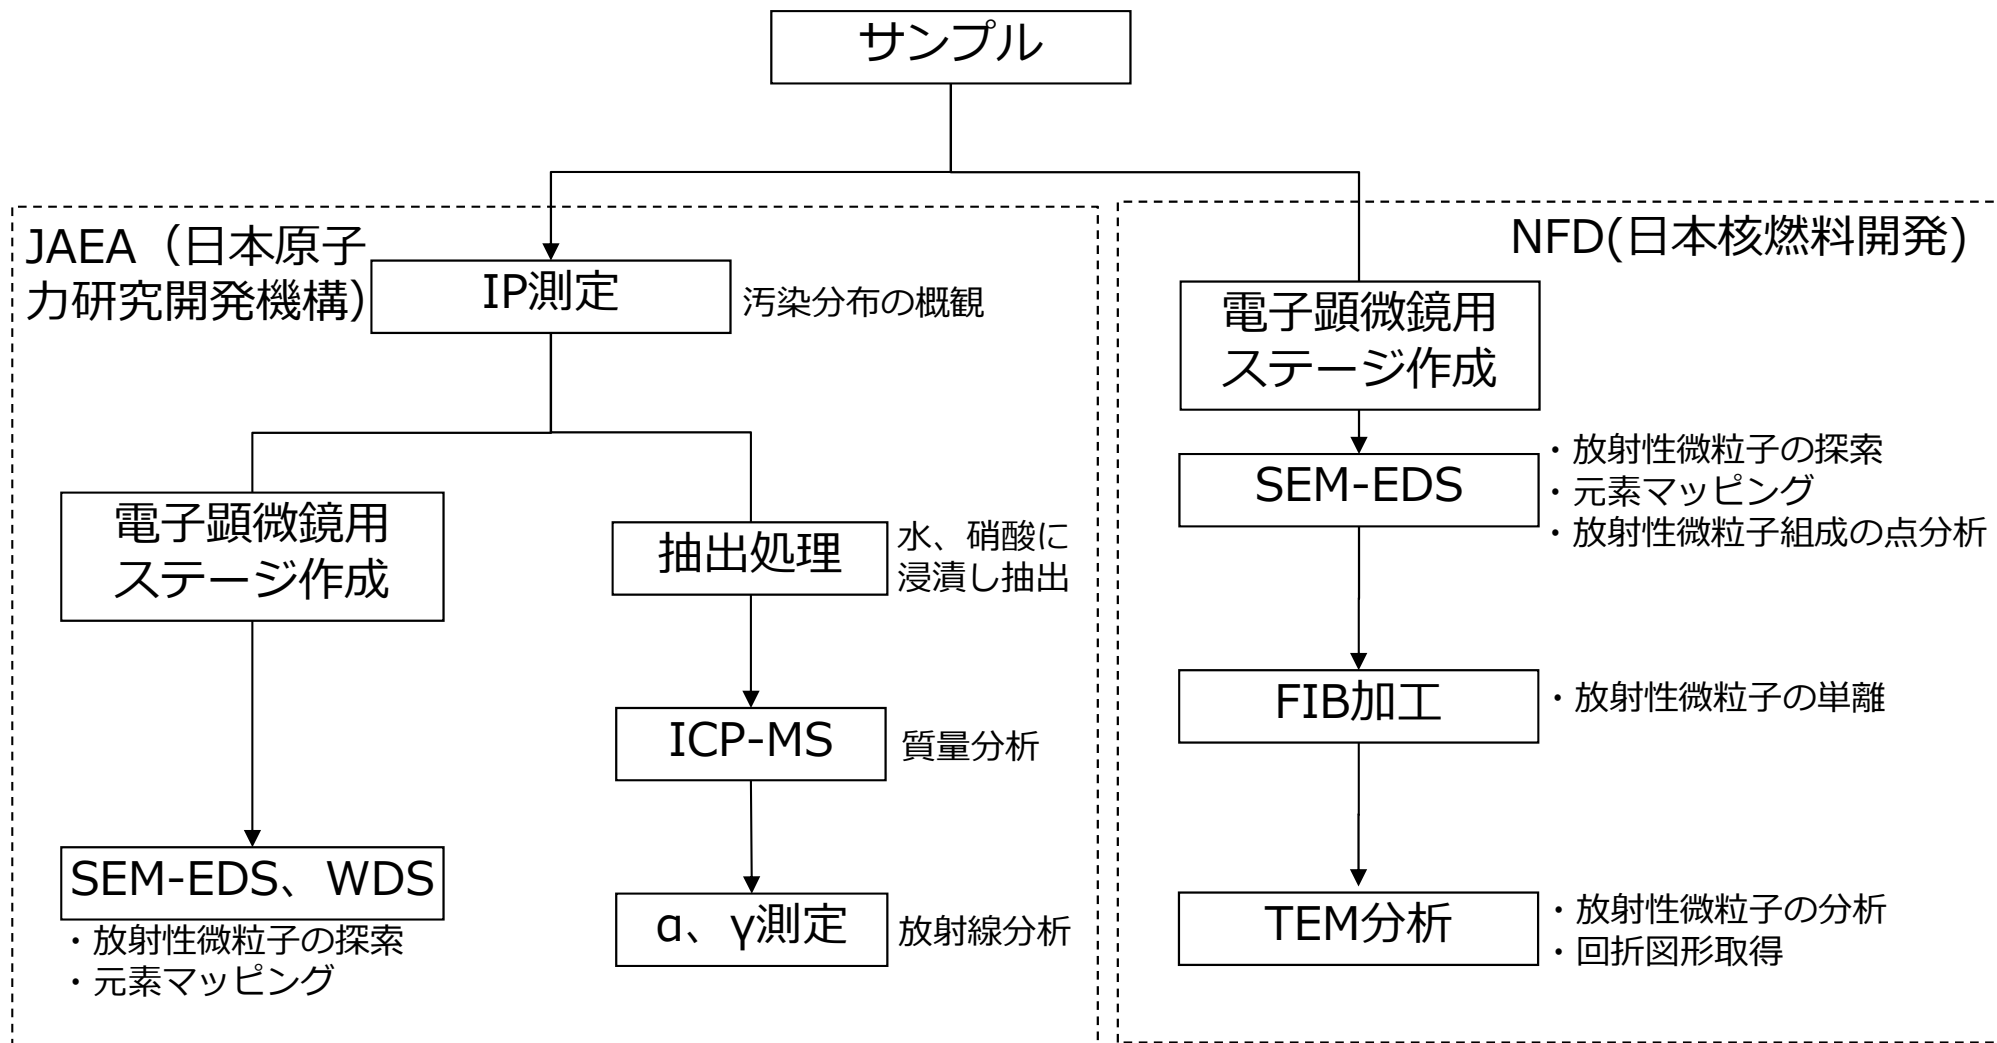 サンプル
JAEA（日本原子
力研究開発機構）
IP測定
汚染分布の概観
電子顕微鏡用
ステージ作成
SEM-EDS、WDS
・放射性微粒子の探索
・元素マッピング
抽出処理
水、硝酸に
浸漬し抽出
ICP-MS
質量分析
α、γ測定
放射線分析
NFD(日本核燃料開発)
電子顕微鏡用
ステージ作成
SEM-EDS
・放射性微粒子の探索
・元素マッピング
・放射性微粒子組成の点分析
FIB加工
・放射性微粒子の単離
TEM分析
・放射性微粒子の分析
・回折図形取得